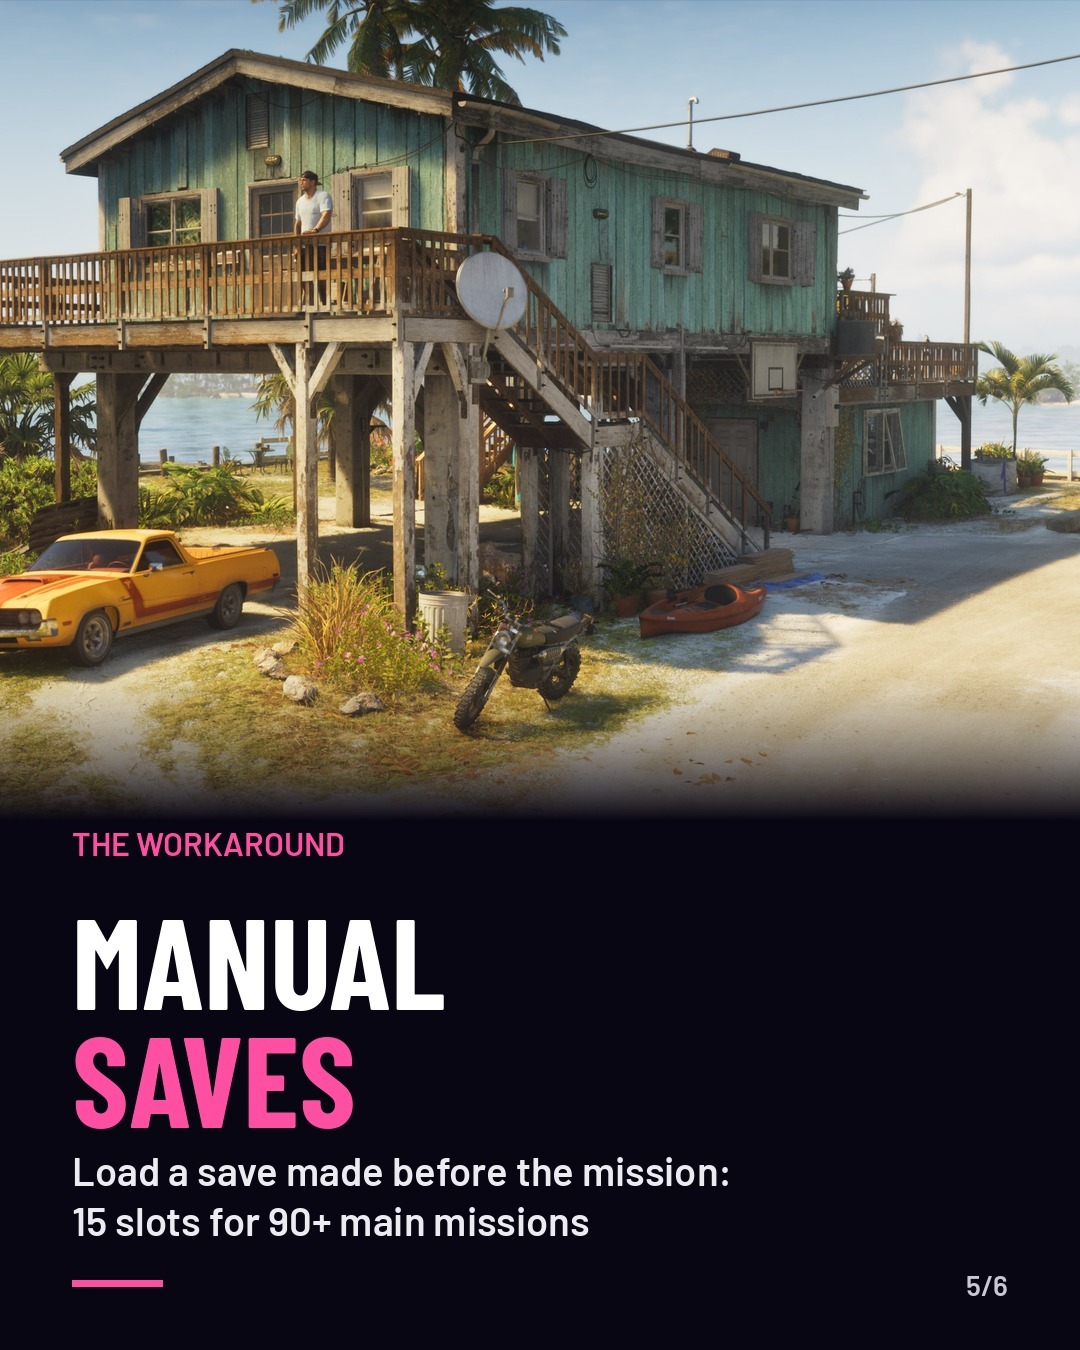 THE WORKAROUND
MANUAL
SAVES
Load a save made before the mission:
15 slots for 90+ main missions
5/6